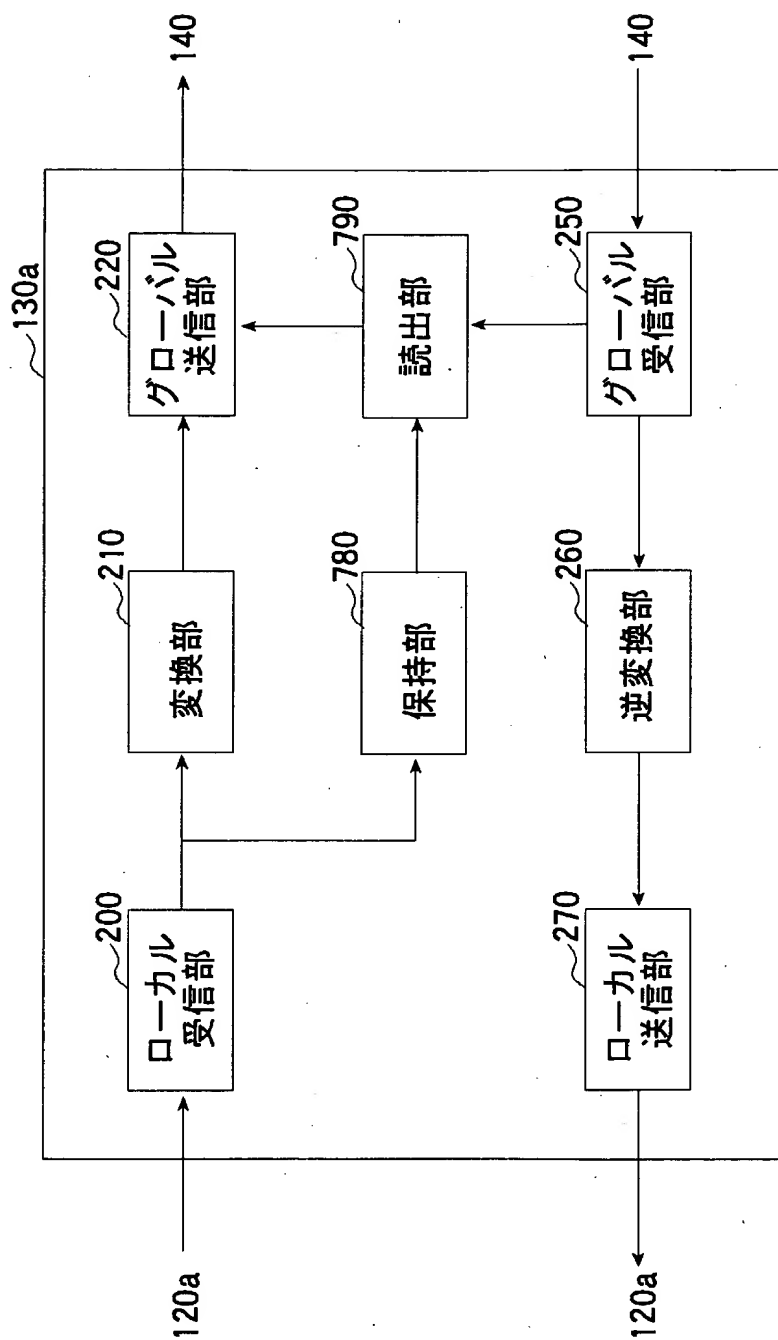 130a
120a
200
ローカル
受信部
210
変換部
220
グローバル
送信部
140
780
保持部
790
読出部
120a
270
ローカル
送信部
260
逆変換部
250
グローバル
受信部
140